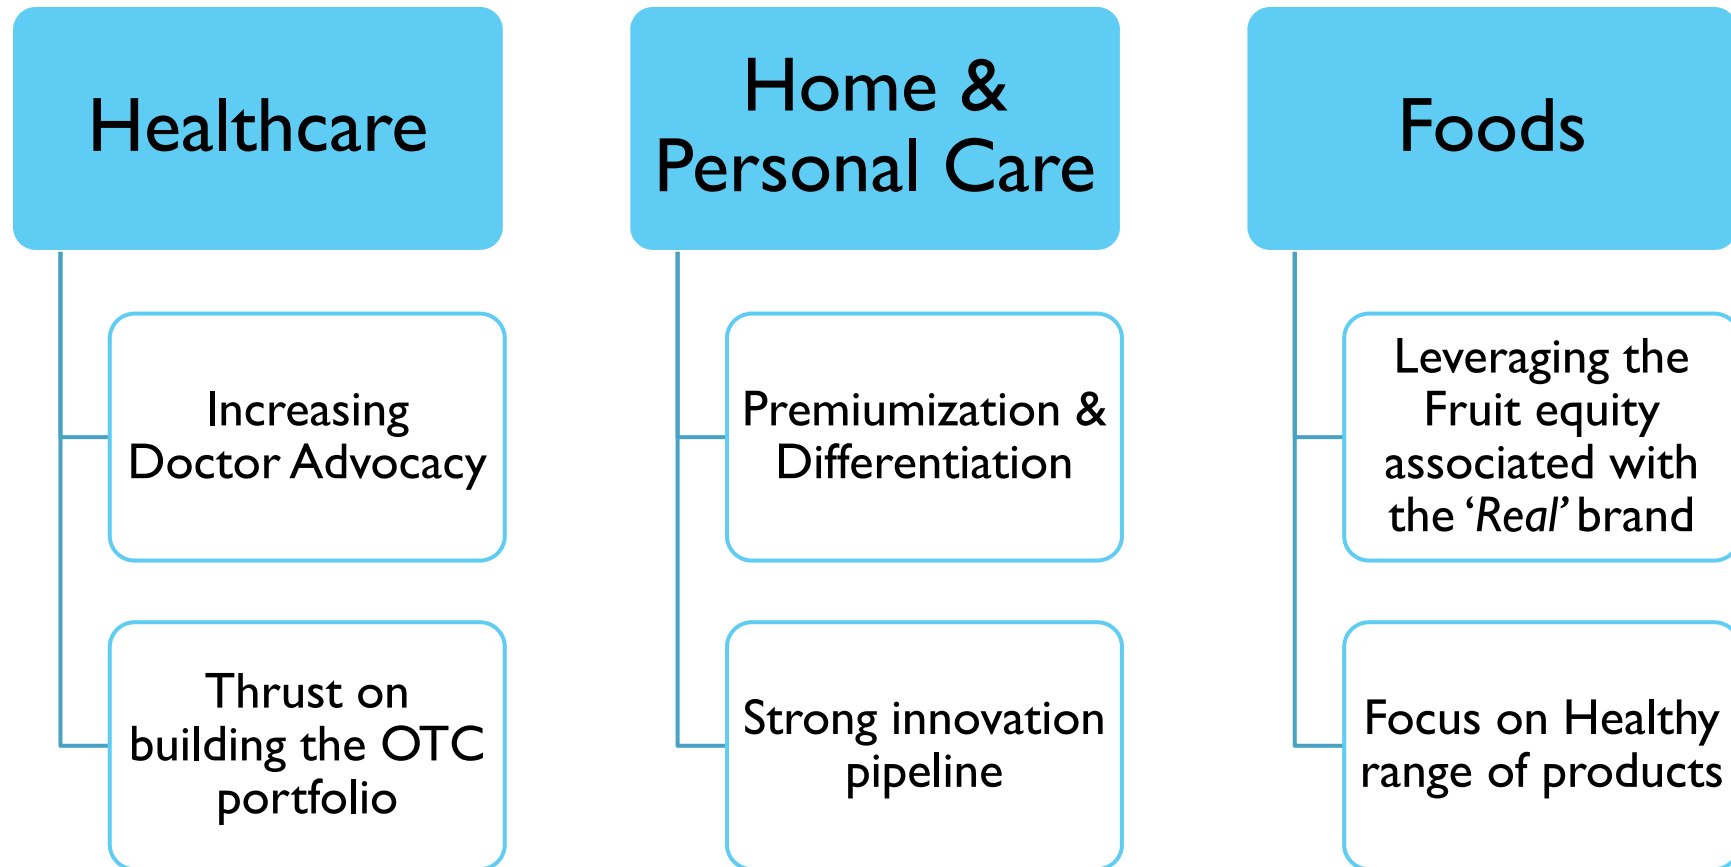 Healthcare
Increasing
Doctor Advocacy
Thrust on
building the OTC
portfolio
Home &
Personal Care
Premiumization &
Differentiation
Strong innovation
pipeline
Foods
Leveraging the
Fruit equity
associated with
the ‘Real’ brand
Focus on Healthy
range of products